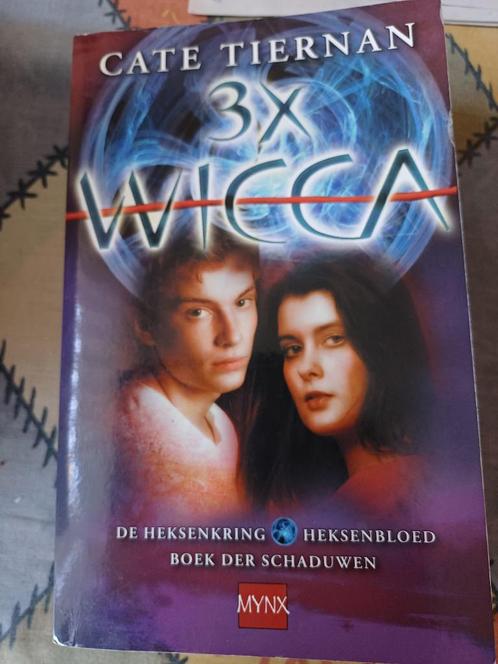 CATE TIERNAN
3X
WICCA
DE HEKSENKRING HEKSENBLOED
BOEK DER SCHADUWEN
MYNX